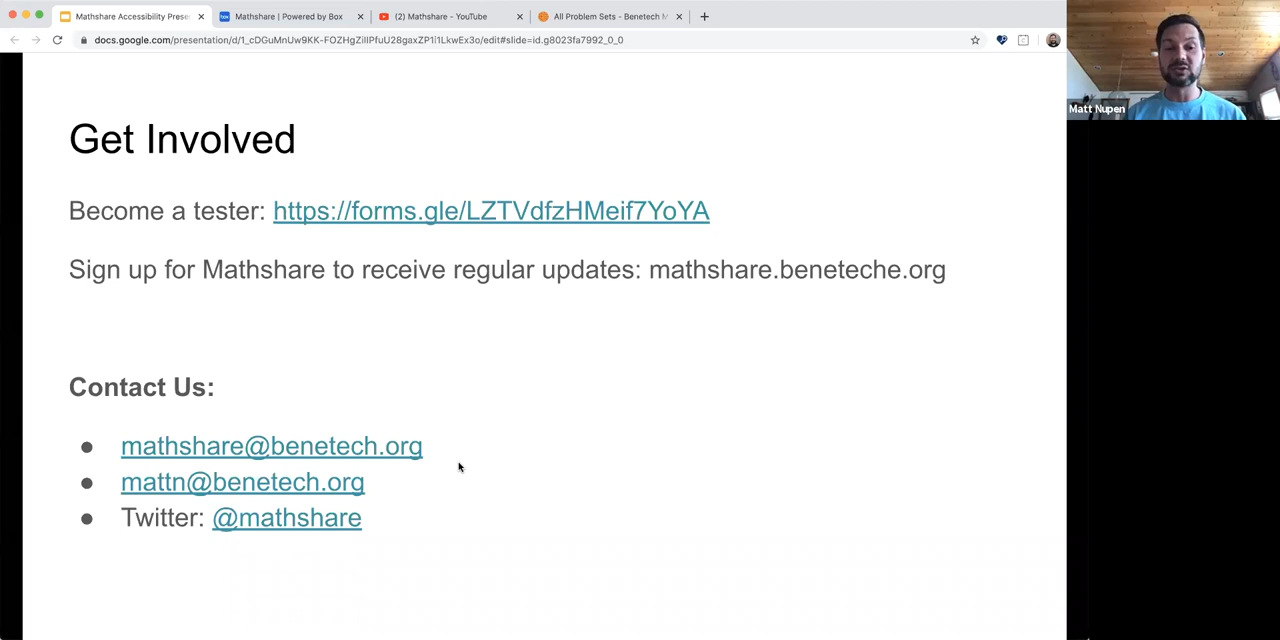 Mathshare Accessibility Prese
Mathshare | Powered by Box
(2) Mathshare - YouTube
All Problem Sets - Benetech M
docs.google.com/presentation/d/1_cDGuMnUw9KK-FOZHgZillPfuU28gaxZP1i1LkwEx3o/edit#slide=id.g8023fa7992_0_0
Matt Nupen
Get Involved
Become a tester: https://forms.gle/LZTVdfzHMeif7YoYA
Sign up for Mathshare to receive regular updates: mathshare.beneteche.org
Contact Us:
● mathshare@benetech.org
● mattn@benetech.org
● Twitter: @mathshare